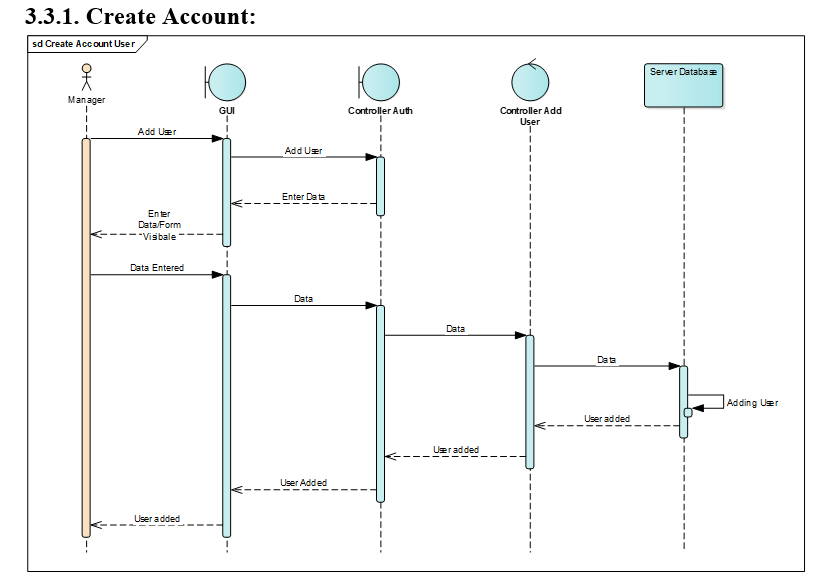 3.3.1. Create Account:
sd Create Account User
Manager
GUI
Controller Auth
Controller Add
User
Server Database
Add User
Add User
Enter Data
Enter
Data/Form
Visibale
Data Entered
Data
Data
Data
Adding User
User added
User added
User Added
User added